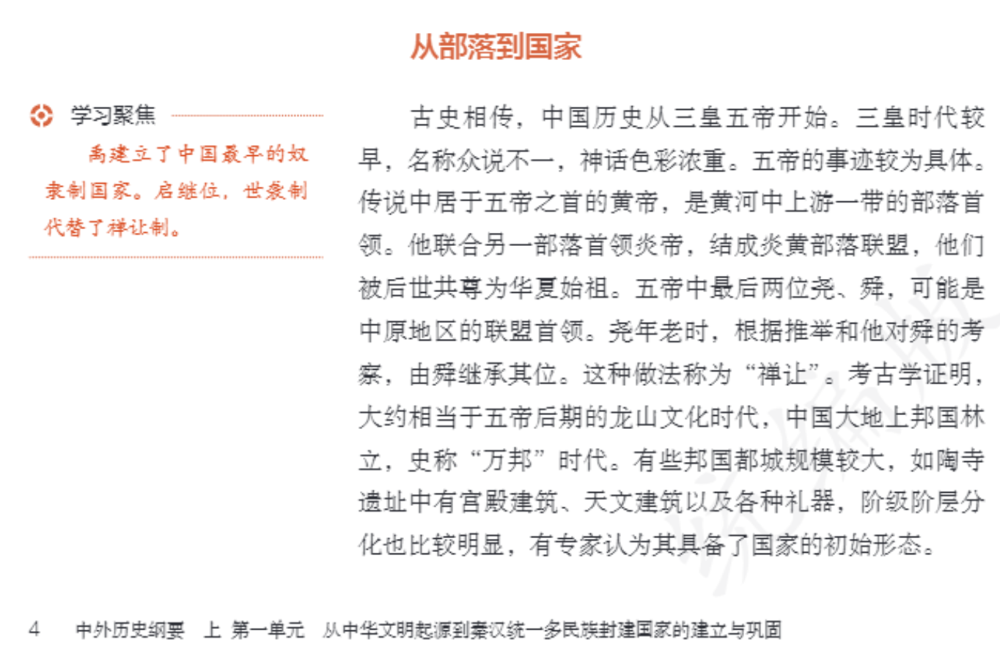 从部落到国家
学习聚焦
禹建立了中国最早的奴
隶制国家。启继位，世袭制
代替了禅让制。
古史相传，中国历史从三皇五帝开始。三皇时代较
早，名称众说不一，神话色彩浓重。五帝的事迹较为具体。
传说中居于五帝之首的黄帝，是黄河中上游一带的部落首
领。他联合另一部落首领炎帝，结成炎黄部落联盟，他们
被后世共尊为华夏始祖。五帝中最后两位尧、舜，可能是
中原地区的联盟首领。尧年老时，根据推举和他对舜的考
察，由舜继承其位。这种做法称为“禅让”。考古学证明，
大约相当于五帝后期的龙山文化时代，中国大地上邦国林
立，史称“万邦”时代。有些邦国都城规模较大，如陶寺
遗址中有宫殿建筑、天文建筑以及各种礼器，阶级阶层分
化也比较明显，有专家认为其具备了国家的初始形态。
统编版
4 中外历史纲要 上 第一单元 从中华文明起源到秦汉统一多民族封建国家的建立与巩固